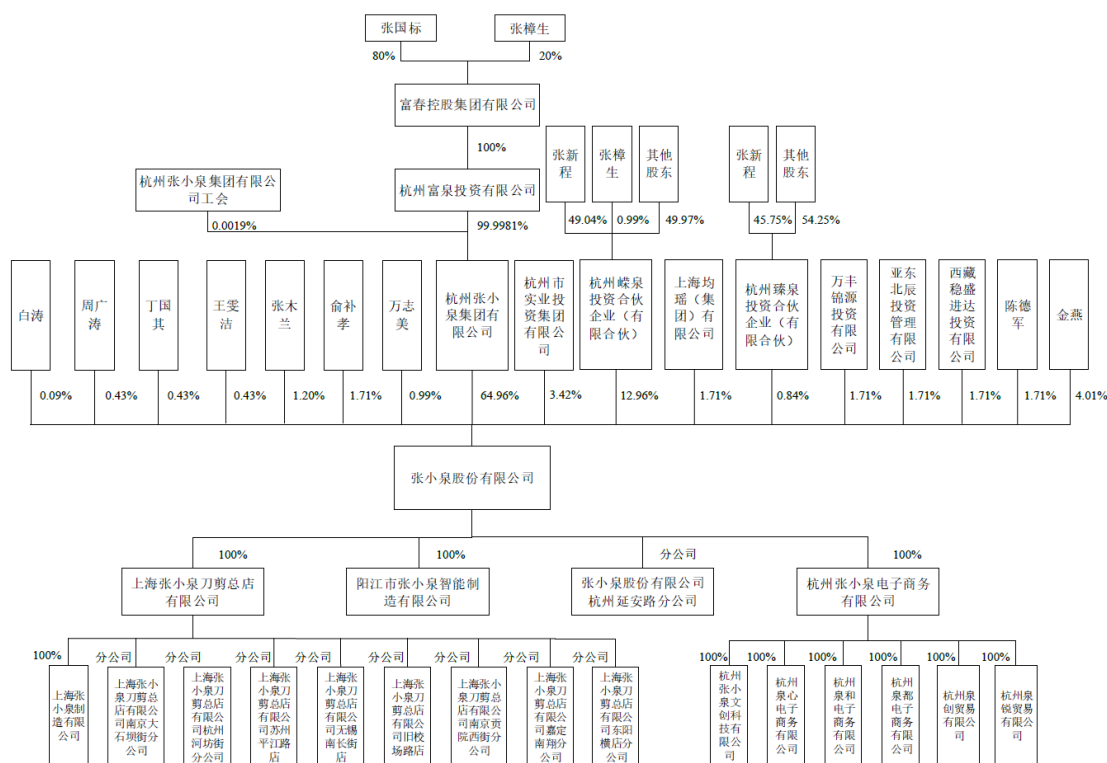 张国标
张樟生
80%
20%
富春控股集团有限公司
100%
张新
程
张樟
生
其他
股东
张新
程
其他
股东
杭州张小泉集团有限公
司工会
杭州富泉投资有限公司
0.0019%
99.9981%
49.04%
0.99%
49.97%
45.75%
54.25%
白涛
周广
涛
丁国
其
王雯
洁
张木
兰
俞补
孝
万志
美
杭州张小
泉集团有
限公司
杭州市
实业投
资集团
有限公
司
杭州嵘泉
投资合伙
企业（有
限合伙）
上海均
瑶（集
团）有限
公司
杭州臻泉
投资合伙
企业（有
限合伙）
万丰
锦源
投资
有限
公司
亚东
北辰
投资
管理
有限
公司
西藏
稳盛
进达
投资
有限
公司
陈德
军
金燕
0.09%
0.43%
0.43%
0.43%
1.20%
1.71%
0.99%
64.96%
3.42%
12.96%
1.71%
0.84%
1.71%
1.71%
1.71%
1.71%
4.01%
张小泉股份有限公司
100%
100%
分公司
100%
上海张小泉刀剪总店
有限公司
阳江市张小泉智能制
造有限公司
张小泉股份有限公司
杭州延安路分公司
杭州张小泉电子商务
有限公司
100%
分公司
分公司
分公司
分公司
分公司
分公司
分公司
分公司
100%
100%
100%
100%
100%
100%
上海张
小泉制
造有限
公司
上海张小
泉刀剪总
店有限公
司南京大
石坝街分
公司
上海张
小泉刀
剪总店
有限公
司杭州
河坊街
分公司
上海张
小泉刀
剪总店
有限公
司苏州
平江路
店
上海张
小泉刀
剪总店
有限公
司无锡
南长街
店
上海张
小泉刀
剪总店
有限公
司旧校
场路店
上海张小
泉刀剪总
店有限公
司南京贡
院西街分
公司
上海张
小泉刀
剪总店
有限公
司嘉定
南翔分
公司
上海张
小泉刀
剪总店
有限公
司东阳
横店分
公司
杭州
张小
泉文
创科
技有
限公
司
杭州
泉心
电子
商务
有限
公司
杭州
泉和
电子
商务
有限
公司
杭州
泉都
电子
商务
有限
公司
杭州泉
创贸易
有限公
司
杭州泉
锐贸易
有限公
司